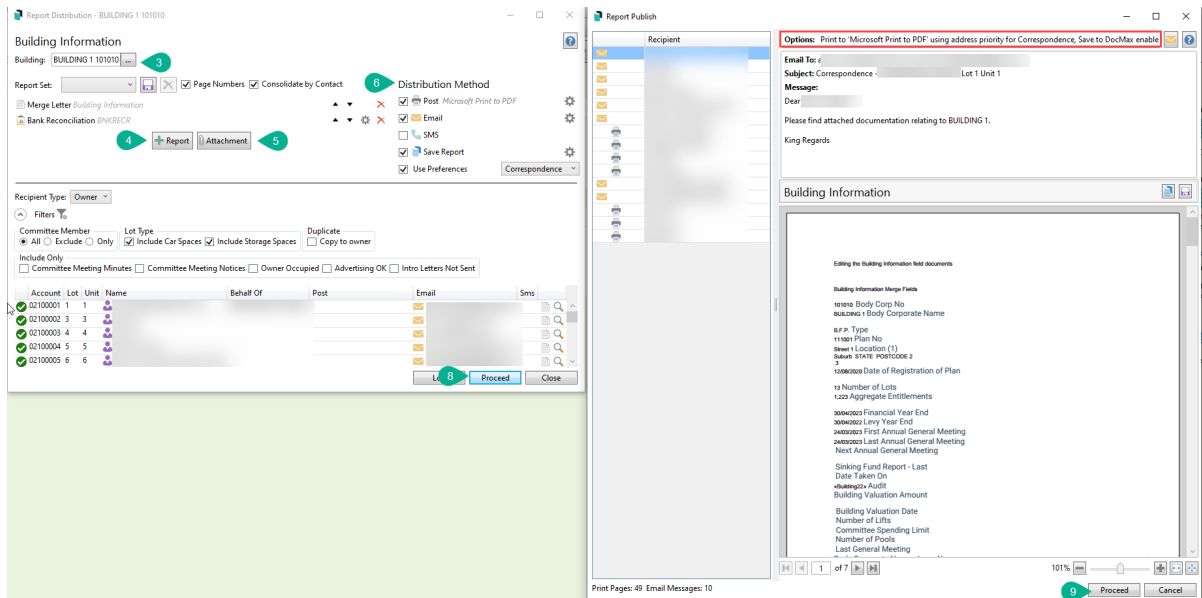 Report Distribution - BUILDING 1 101010
Building Information
Building: BUILDING 1 101010 ...
3
Report Set:
Page Numbers
Consolidate by Contact
Merge Letter Building Information
Bank Reconciliation BNKRECR
4
Report
Attachment
5
6
Distribution Method
Post Microsoft Print to PDF
Email
SMS
Save Report
Use Preferences
Correspondence
Recipient Type: Owner
Filters
Committee Member
All Exclude Only
Lot Type
Include Car Spaces Include Storage Spaces
Duplicate
Copy to owner
Include Only
Committee Meeting Minutes Committee Meeting Notices Owner Occupied Advertising OK Intro Letters Not Sent
Account Lot Unit Name Behalf Of Post Email Sms
02100001 1 1
02100002 3 3
02100003 4 4
02100004 5 5
02100005 6 6
8
Proceed
Close
Report Publish
Recipient
Print Pages: 49 Email Messages: 10
Options: Print to 'Microsoft Print to PDF' using address priority for Correspondence, Save to DocMax enable
Email To:
Subject: Correspondence - Lot 1 Unit 1
Message:
Dear
Please find attached documentation relating to BUILDING 1.
King Regards
Building Information
Editing the Building Information field documents
Building Information Merge Fields
101010 Body Corp No
BUILDING 1 Body Corporate Name
B.F.P. Type
111001 Plan No
Street 1 Location (1)
Suburb STATE POSTCODE 2
3
12/08/2020 Date of Registration of Plan
13 Number of Lots
1,223 Aggregate Entitlements
30/04/2023 Financial Year End
30/04/2022 Levy Year End
24/03/2023 First Annual General Meeting
24/03/2023 Last Annual General Meeting
Next Annual General Meeting
Sinking Fund Report - Last
Date Taken On
«Building22» Audit
Building Valuation Amount
Building Valuation Date
Number of Lifts
Committee Spending Limit
Number of Pools
Last General Meeting
1 of 7
101%
9
Proceed
Cancel